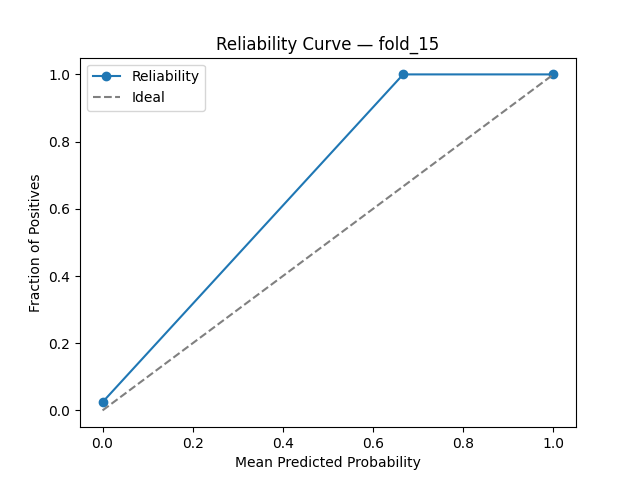 Reliability Curve — fold_15
Reliability
Ideal
Fraction of Positives
1.0
0.8
0.6
0.4
0.2
0.0
0.0 0.2 0.4 0.6 0.8 1.0
Mean Predicted Probability